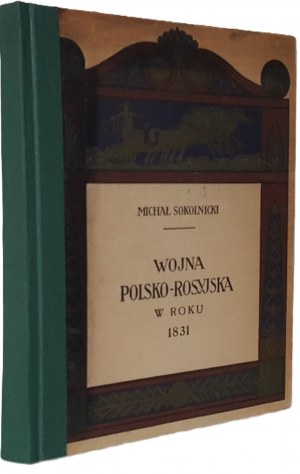 MICHAŁ SOKOLNICKI
WOJNA
POLSKO-ROSYJSKA
W ROKU
1831